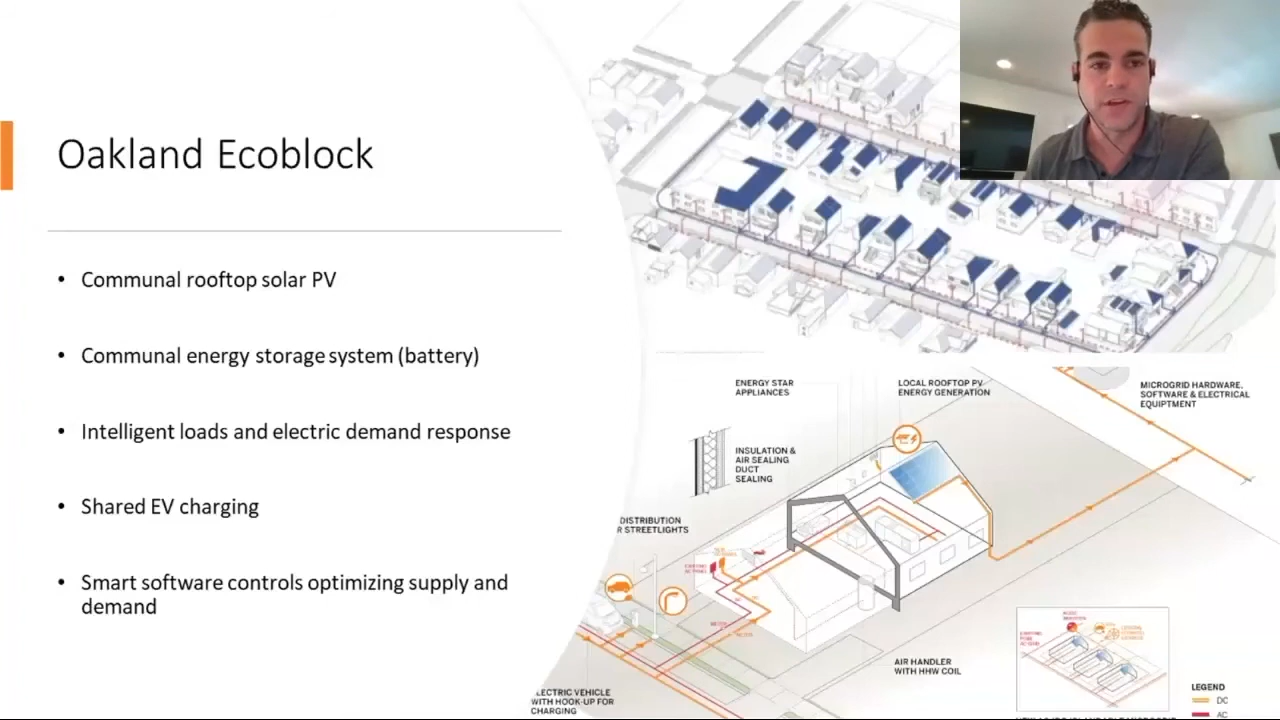 Oakland Ecoblock
• Communal rooftop solar PV
• Communal energy storage system (battery)
• Intelligent loads and electric demand response
• Shared EV charging
• Smart software controls optimizing supply and
demand
ENERGY STAR
APPLIANCES
LOCAL ROOFTOP PV
ENERGY GENERATION
MICROGRID HARDWARE,
SOFTWARE & ELECTRICAL
EQUIPTMENT
INSULATION &
AIR SEALING
DUCT
SEALING
DISTRIBUTION
R STREETLIGHTS
AIR HANDLER
WITH HHW COIL
ELECTRIC VEHICLE
WITH HOOK-UP FOR
CHARGING
LEGEND
DC
AC